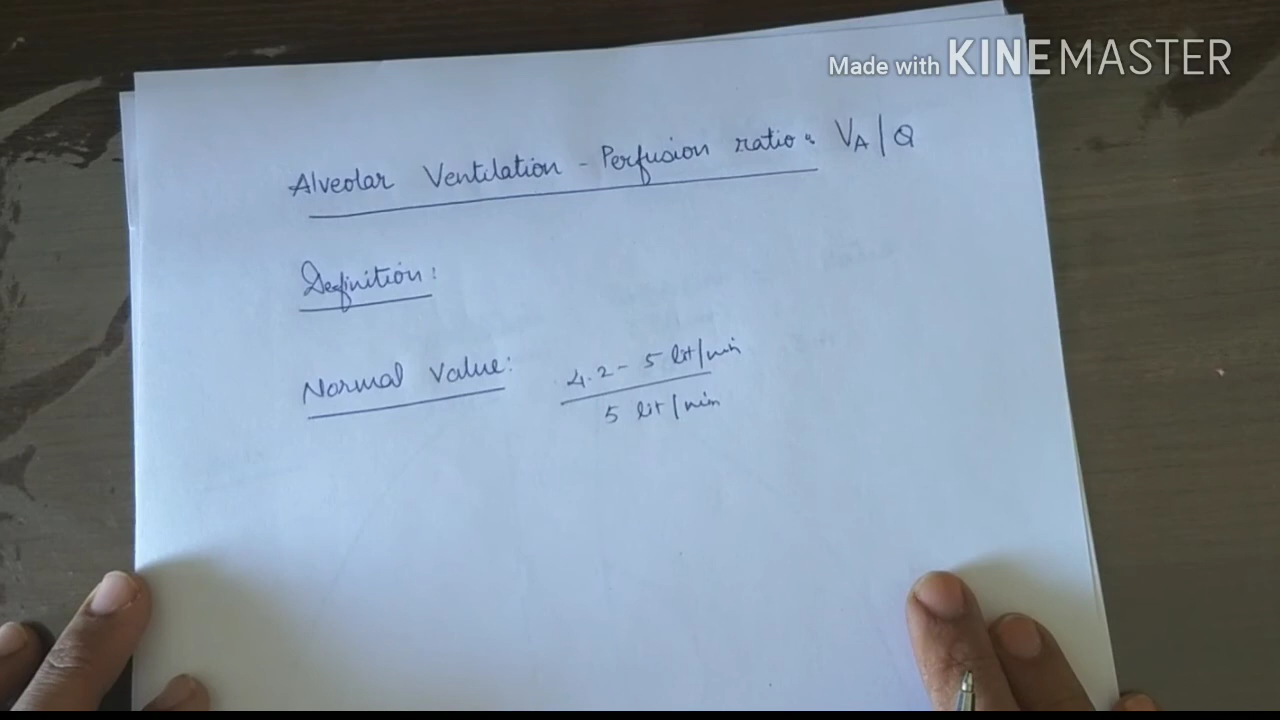 Made with KINEMASTER
Alveolar Ventilation - Perfusion ratio : VA/Q
Definition:
Normal Value:
4.2 - 5 lit/min
5 lit/min